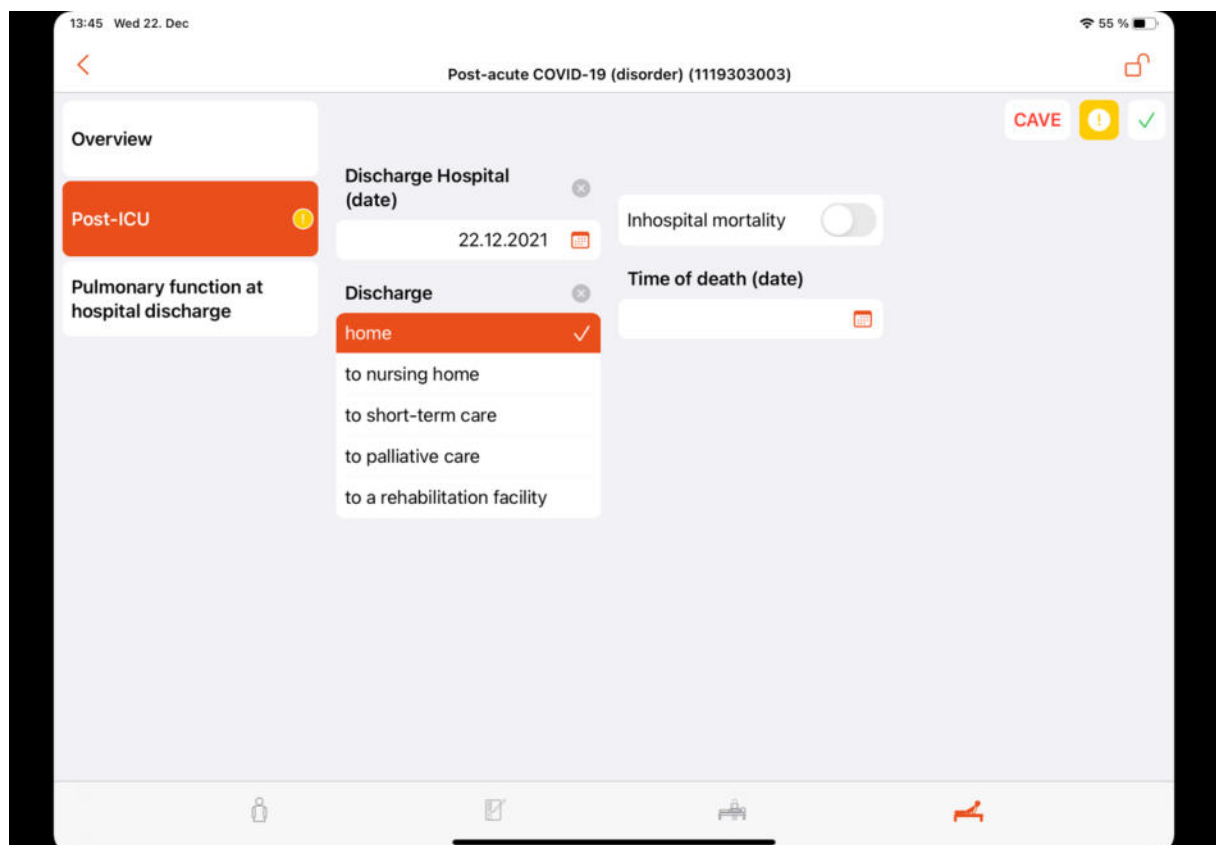 13:45 Wed 22. Dec
55 %
Post-acute COVID-19 (disorder) (1119303003)
CAVE
Overview
Post-ICU
Pulmonary function at
hospital discharge
Discharge Hospital
(date)
22.12.2021
Discharge
home
to nursing home
to short-term care
to palliative care
to a rehabilitation facility
Inhospital mortality
Time of death (date)